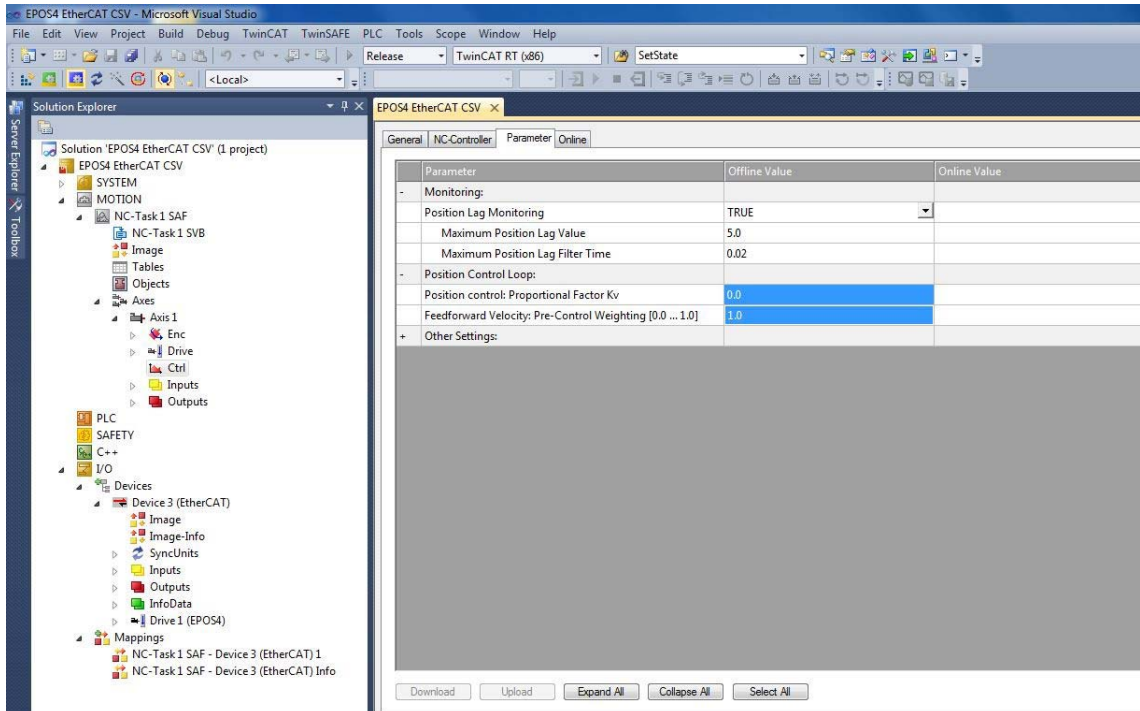 EPOS4 EtherCAT CSV - Microsoft Visual Studio
File Edit View Project Build Debug TwinCAT TwinSAFE PLC Tools Scope Window Help
Release TwinCAT RT (x86) SetState
<Local>
Server Explorer
Toolbox
Solution Explorer
Solution 'EPOS4 EtherCAT CSV' (1 project)
EPOS4 EtherCAT CSV
SYSTEM
MOTION
NC-Task 1 SAF
NC-Task 1 SVB
Image
Tables
Objects
Axes
Axis 1
Enc
Drive
Ctrl
Inputs
Outputs
PLC
SAFETY
C++
I/O
Devices
Device 3 (EtherCAT)
Image
Image-Info
SyncUnits
Inputs
Outputs
InfoData
Drive 1 (EPOS4)
Mappings
NC-Task 1 SAF - Device 3 (EtherCAT) 1
NC-Task 1 SAF - Device 3 (EtherCAT) Info
EPOS4 EtherCAT CSV
General NC-Controller Parameter Online
Parameter Offline Value Online Value
- Monitoring:
Position Lag Monitoring TRUE
Maximum Position Lag Value 5.0
Maximum Position Lag Filter Time 0.02
- Position Control Loop:
Position control: Proportional Factor Kv 0.0
Feedforward Velocity: Pre-Control Weighting [0.0 ... 1.0] 1.0
+ Other Settings:
Download Upload Expand All Collapse All Select All